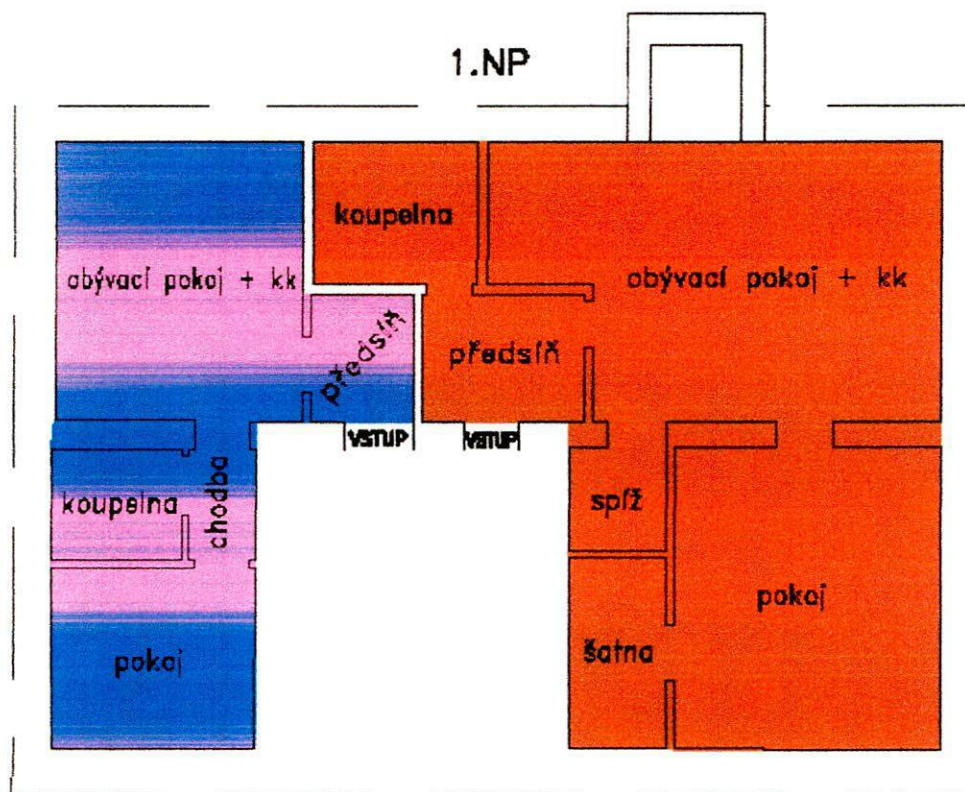 1.NP
koupelna
obývací pokoj + kk
obývací pokoj + kk
předsíň
předsíň
VSTUP
VSTUP
koupelna
chodba
spíž
pokoj
pokoj
šatna